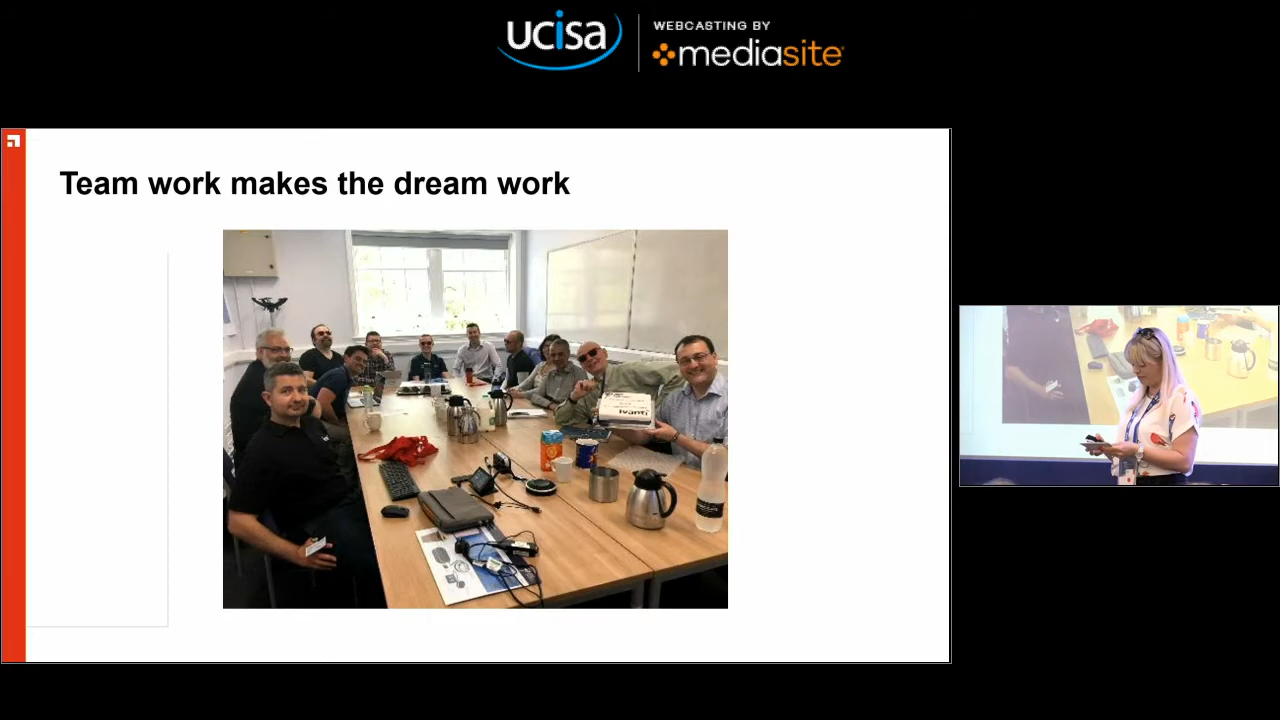 ucisa
WEBCASTING BY
mediasite
Team work makes the dream work
ivanti